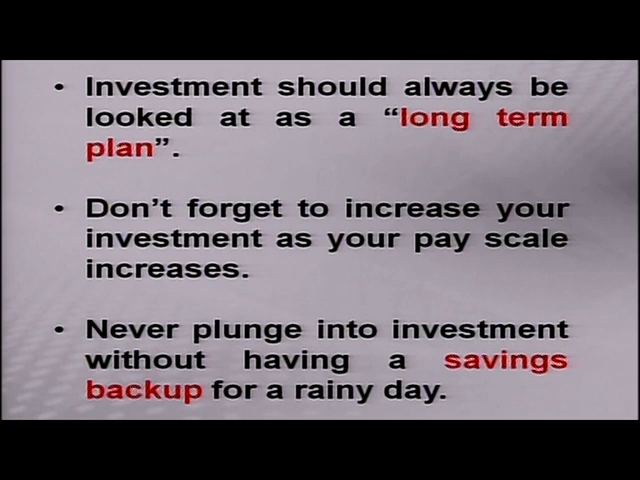 • Investment should always be
looked at as a “long term
plan”.
• Don’t forget to increase your
investment as your pay scale
increases.
• Never plunge into investment
without having a savings
backup for a rainy day.